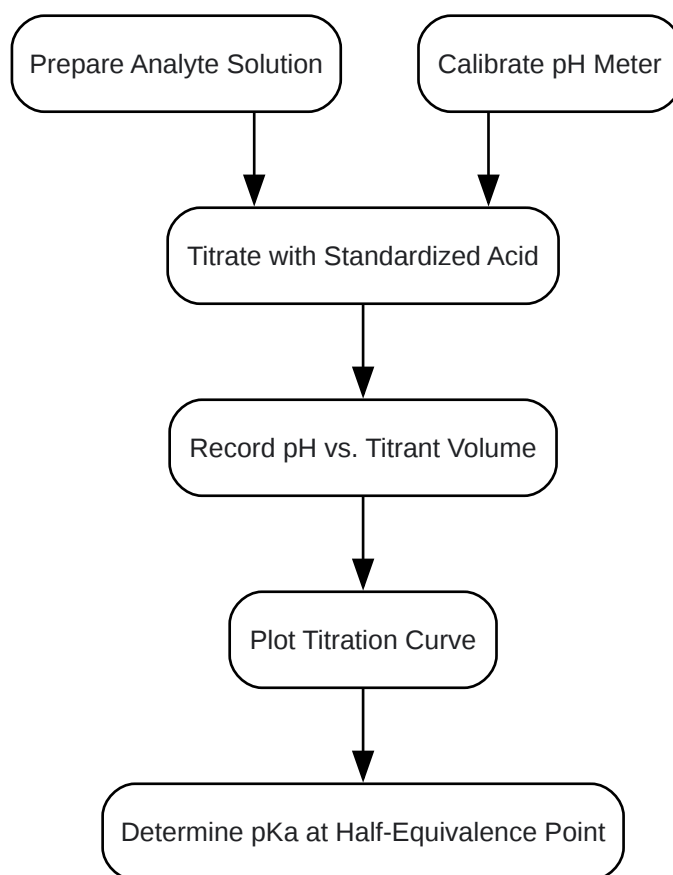 Prepare Analyte Solution
Calibrate pH Meter
Titrate with Standardized Acid
Record pH vs. Titrant Volume
Plot Titration Curve
Determine pKa at Half-Equivalence Point